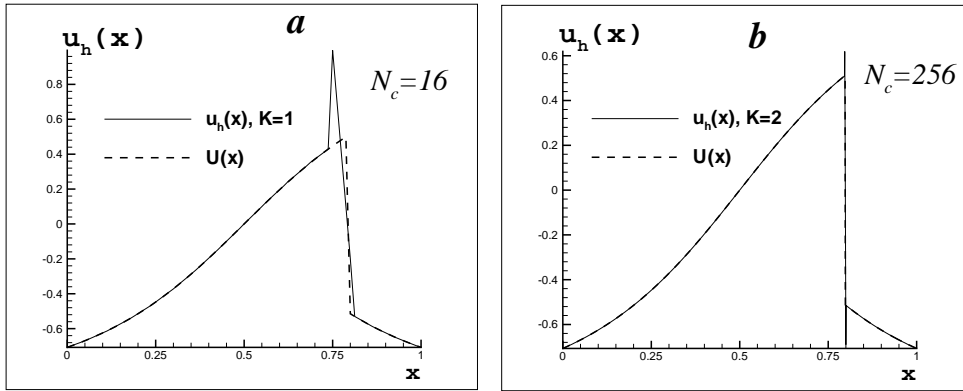 a
u_h(x)
N_c=16
0.8
0.6
0.4
0.2
0
-0.2
-0.4
-0.6
u_h(x), K=1
U(x)
0 0.25 0.5 0.75 1
x
b
u_h(x)
N_c=256
0.6
0.4
0.2
0
-0.2
-0.4
-0.6
u_h(x), K=2
U(x)
0 0.25 0.5 0.75 1
x